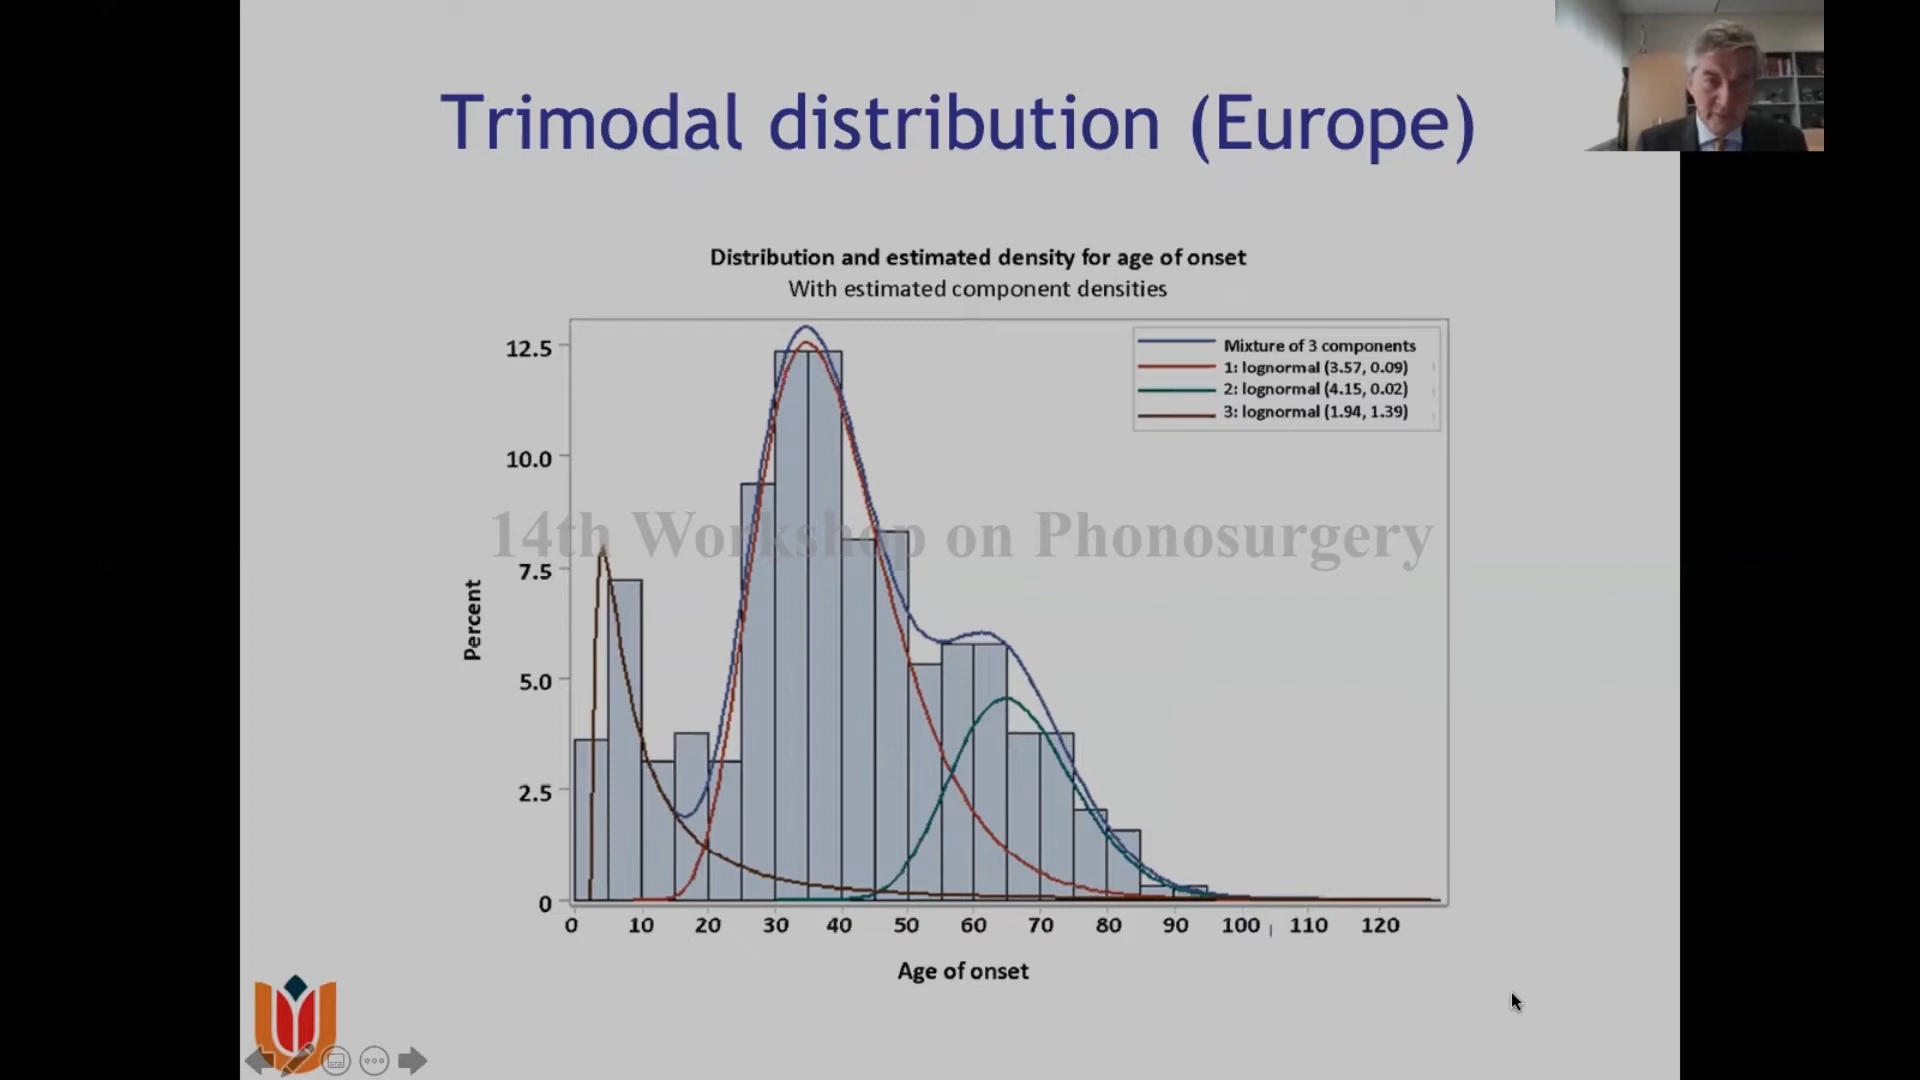 Trimodal distribution (Europe)
Distribution and estimated density for age of onset
With estimated component densities
Mixture of 3 components
1: lognormal (3.57, 0.09)
2: lognormal (4.15, 0.02)
3: lognormal (1.94, 1.39)
12.5
10.0
7.5
5.0
2.5
0
Percent
14th Workshop on Phonosurgery
0 10 20 30 40 50 60 70 80 90 100 110 120
Age of onset